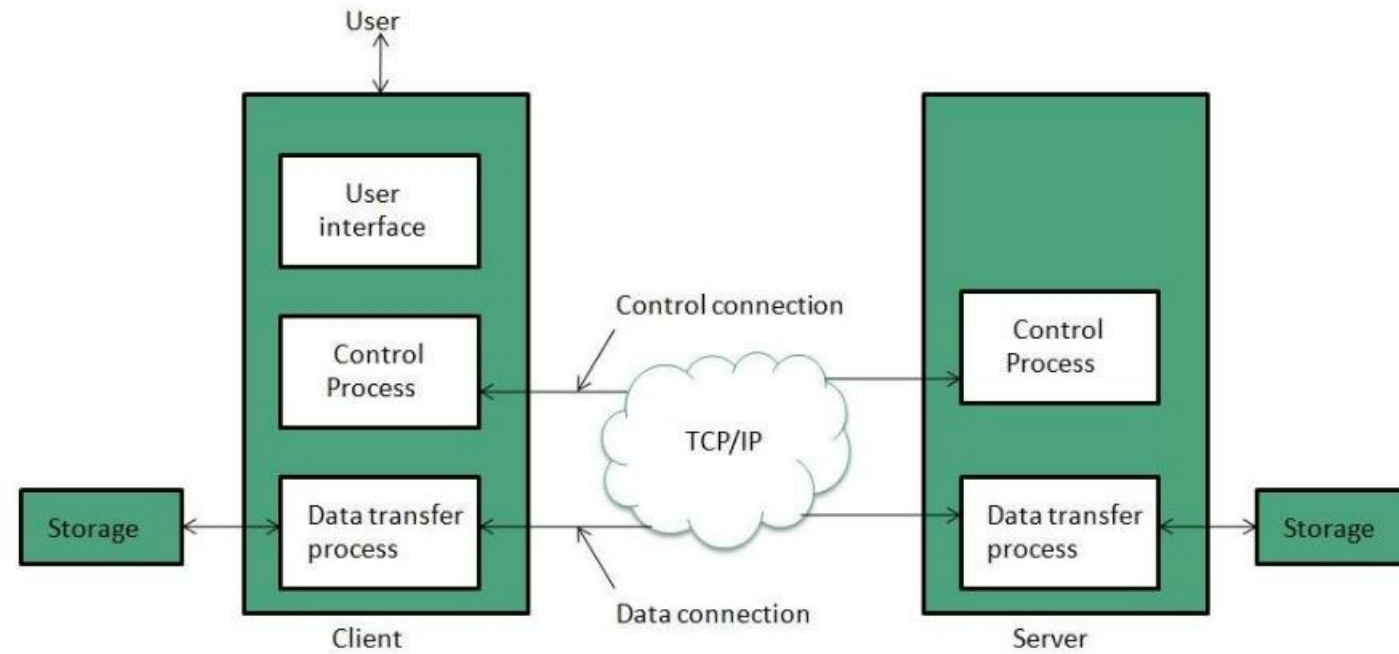 User
User
interface
Control connection
Control
Process
Control
Process
TCP/IP
Storage
Data transfer
process
Data transfer
process
Storage
Data connection
Client
Server